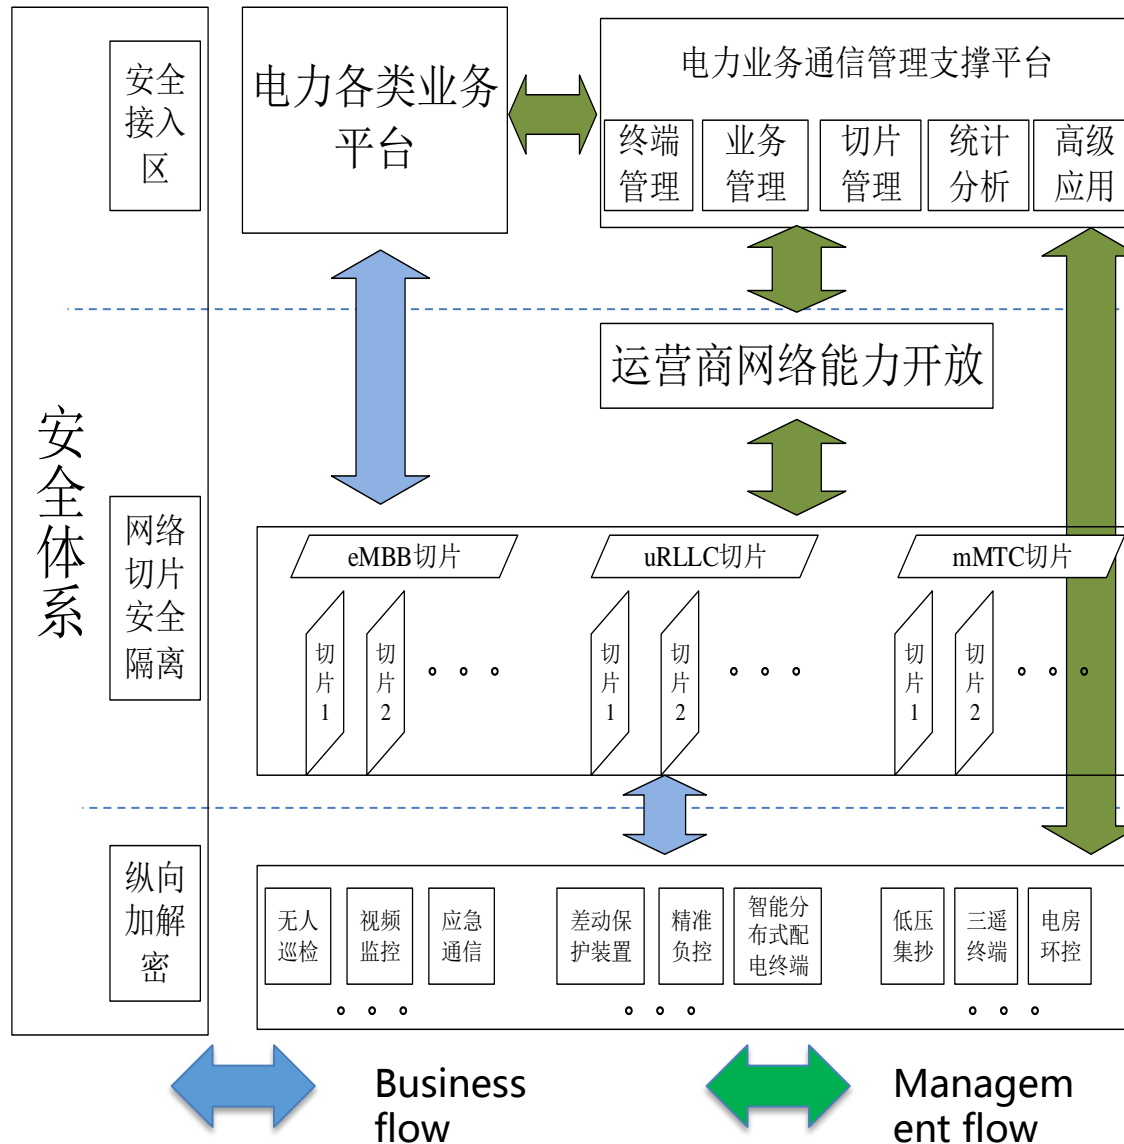 安全体系
安全
接入
区
网络
切片
安全
隔离
纵向
加解
密
电力各类业务
平台
电力业务通信管理支撑平台
终端
管理
业务
管理
切片
管理
统计
分析
高级
应用
运营商网络能力开放
eMBB切片
uRLLC切片
mMTC切片
切片1
切片2
切片1
切片2
切片1
切片2
无人
巡检
视频
监控
应急
通信
差动保
护装置
精准
负控
智能分
布式配
电终端
低压
集抄
三遥
终端
电房
环控
Business
flow
Managem
ent flow